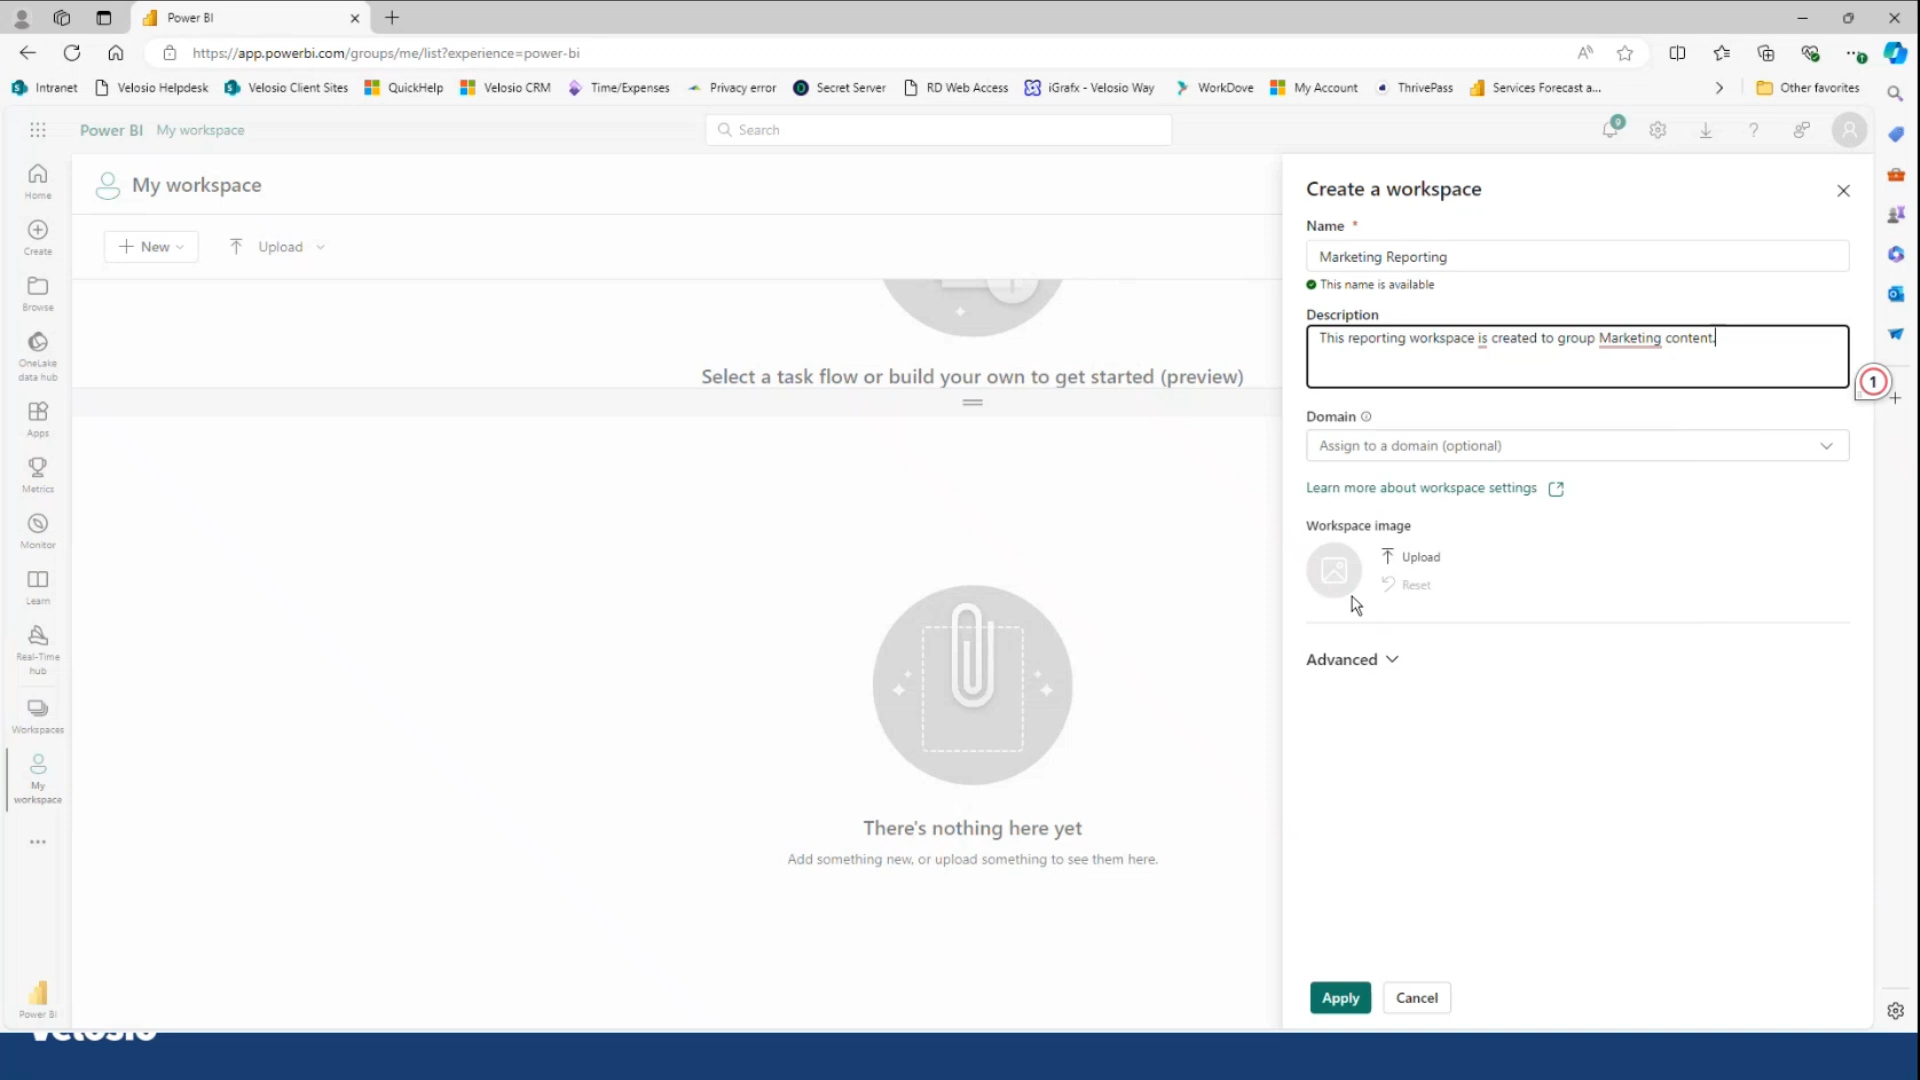 Power BI
https://app.powerbi.com/groups/me/list?experience=power-bi
Intranet
Velosio Helpdesk
Velosio Client Sites
QuickHelp
Velosio CRM
Time/Expenses
Privacy error
Secret Server
RD Web Access
iGrafx - Velosio Way
WorkDove
My Account
ThrivePass
Services Forecast a...
Other favorites
Power BI My workspace
Search
9
Home
Create
Browse
OneLake
data hub
Apps
Metrics
Monitor
Learn
Real-Time
hub
Workspaces
My
workspace
Power BI
My workspace
New
Upload
Select a task flow or build your own to get started (preview)
There's nothing here yet
Add something new, or upload something to see them here.
Create a workspace
Name *
Marketing Reporting
This name is available
Description
This reporting workspace is created to group Marketing content.
1
Domain
Assign to a domain (optional)
Learn more about workspace settings
Workspace image
Upload
Reset
Advanced
Apply
Cancel
Velosio